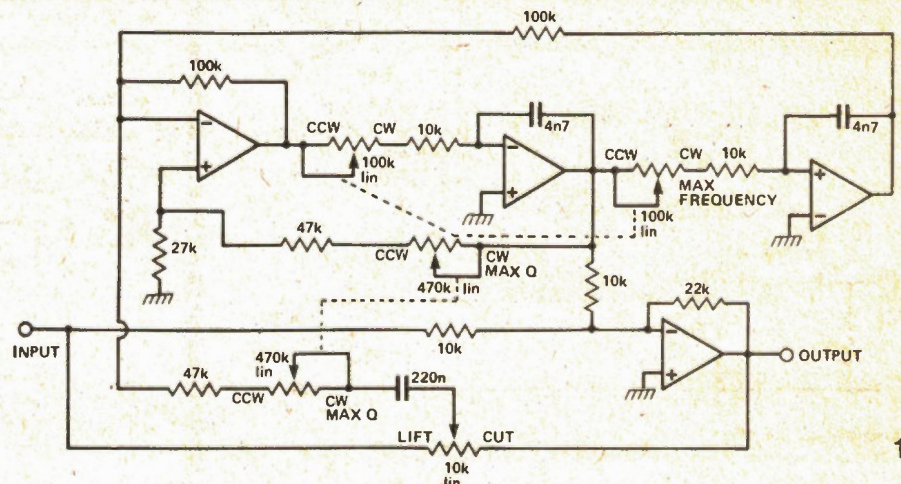 100k
100k
4n7
4n7
CCW
CW
10k
100k
lin
CCW
CW
10k
MAX
FREQUENCY
100k
lin
27k
47k
CCW
CW
MAX Q
470k
lin
10k
22k
INPUT
10k
OUTPUT
47k
470k
lin
CCW
CW
MAX Q
220n
LIFT
CUT
10k
lin